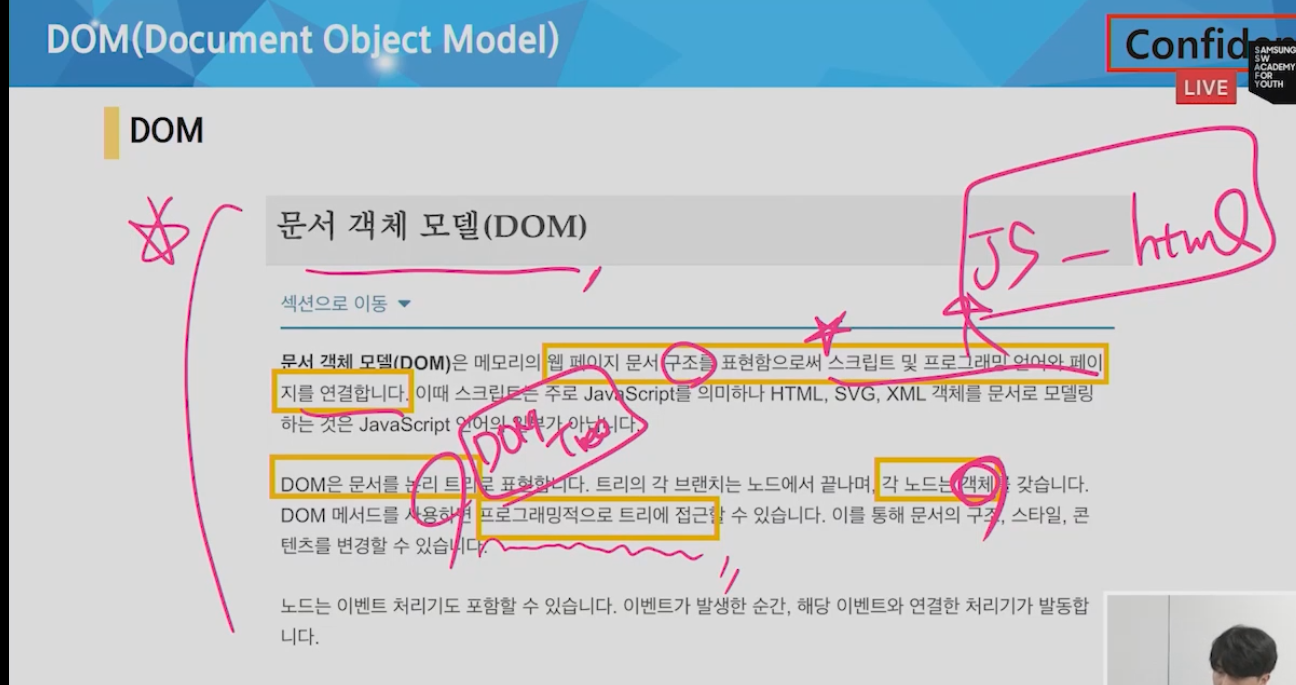 DOM(Document Object Model)
Confiden
SAMSUNG
SW
ACADEMY
FOR
YOUTH
LIVE
DOM
문서 객체 모델(DOM)
JS - html
섹션으로 이동
문서 객체 모델(DOM)은 메모리의 웹 페이지 문서 구조를 표현함으로써 스크립트 및 프로그래밍 언어와 페이
지를 연결합니다. 이때 스크립트는 주로 JavaScript를 의미하나 HTML, SVG, XML 객체를 문서로 모델링
하는 것은 JavaScript 언어의 일부가 아닙니다.
DOM Tree
DOM은 문서를 논리 트리로 표현합니다. 트리의 각 브랜치는 노드에서 끝나며, 각 노드는 객체를 갖습니다.
DOM 메서드를 사용하면 프로그래밍적으로 트리에 접근할 수 있습니다. 이를 통해 문서의 구조, 스타일, 콘
텐츠를 변경할 수 있습니다.
노드는 이벤트 처리기도 포함할 수 있습니다. 이벤트가 발생한 순간, 해당 이벤트와 연결한 처리기가 발동합
니다.